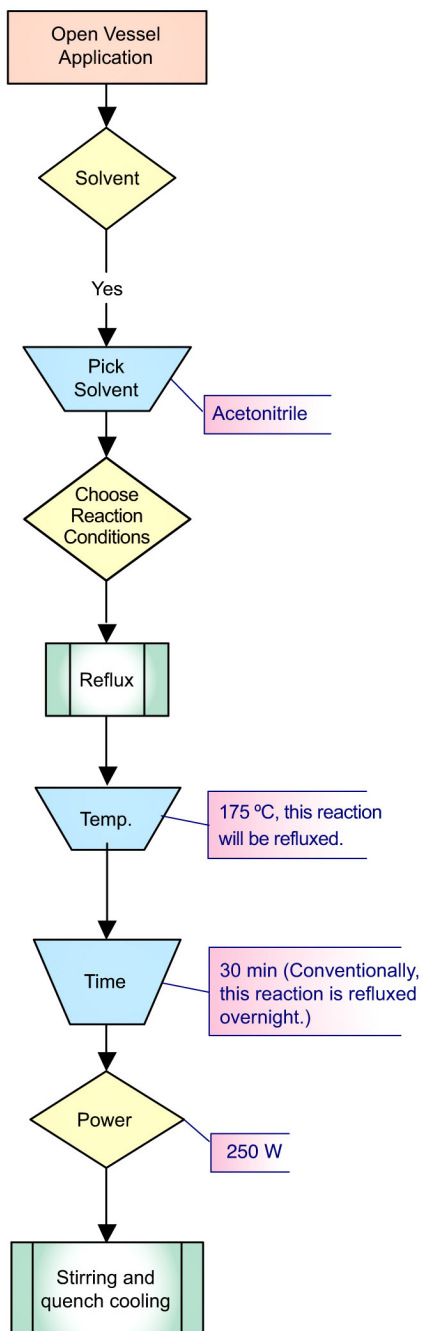 Open Vessel
Application
Solvent
Yes
Pick
Solvent
Acetonitrile
Choose
Reaction
Conditions
Reflux
Temp.
175 ºC, this reaction
will be refluxed.
Time
30 min (Conventionally,
this reaction is refluxed
overnight.)
Power
250 W
Stirring and
quench cooling